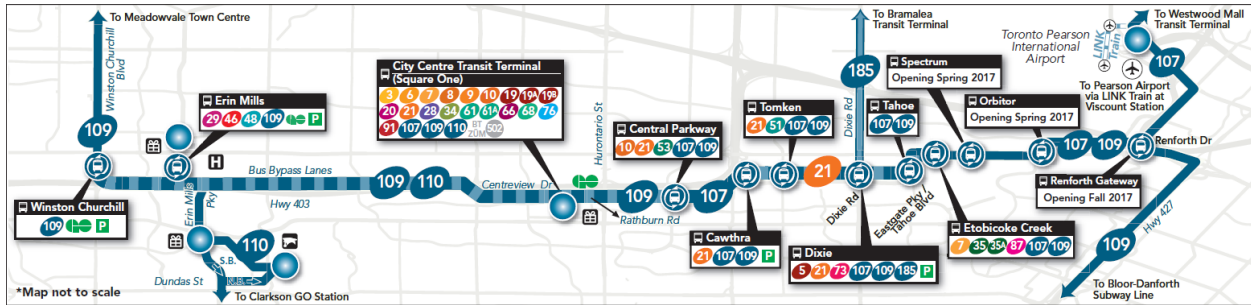 To Meadowvale Town Centre
Winston Churchill
Blvd
109
Winston Churchill
109 P
Erin Mills
29 46 48 109 P
H
Bus Bypass Lanes
Hwy 403
Erin Mills
Pky
110
S.B.
N.B.
Dundas St
To Clarkson GO Station
*Map not to scale
109 110
City Centre Transit Terminal
(Square One)
3 6 7 8 9 10 19 19A 19B
20 21 28 34 61 61A 66 68 76
91 107 109 110 BT ZÜM 502
Centreview Dr
Hurontario St
109
Rathburn Rd
Central Parkway
10 21 53 107 109
107
Cawthra
21 107 109 P
Tomken
21 51 107 109
21
To Bramalea
Transit Terminal
185
Dixie Rd
Dixie Rd
Dixie
5 21 73 107 109 185 P
Tahoe
107 109
Eastgate Pky/
Tahoe Blvd
Etobicoke Creek
7 35 35A 87 107 109
Spectrum
Opening Spring 2017
Orbitor
Opening Spring 2017
107 109
Renforth Dr
Renforth Gateway
Opening Fall 2017
Toronto Pearson
International
Airport
LINK
Train
To Westwood Mall
Transit Terminal
107
To Pearson Airport
via LINK Train at
Viscount Station
Hwy 427
109
To Bloor-Danforth
Subway Line